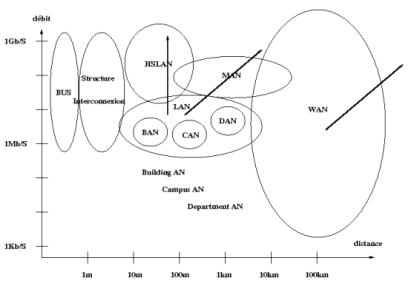 débit
1Gb/S
HSLAN
MAN
Structure
BUS
Interconnexion
LAN
WAN
BAN
CAN
DAN
1Mb/S
Building AN
Campus AN
Department AN
1Kb/S
distance
1m
10m
100m
1km
10km
100km